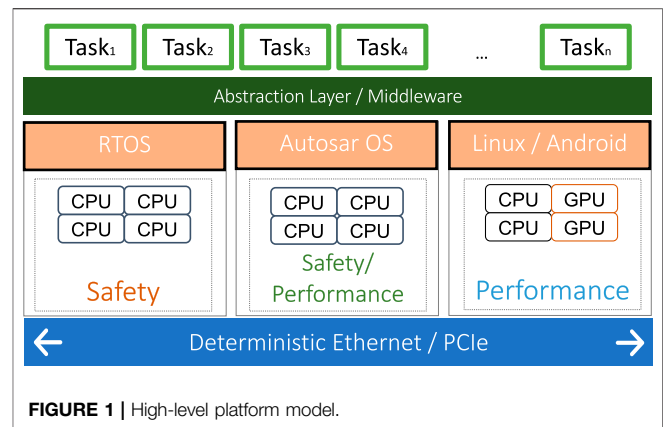 Task₁ Task₂ Task₃ Task₄ ... Taskₙ
Abstraction Layer / Middleware
RTOS Autosar OS Linux / Android
CPU CPU CPU CPU CPU GPU
CPU CPU CPU CPU CPU GPU
Safety
Safety/
Performance
Performance
Deterministic Ethernet / PCIe
FIGURE 1 | High-level platform model.